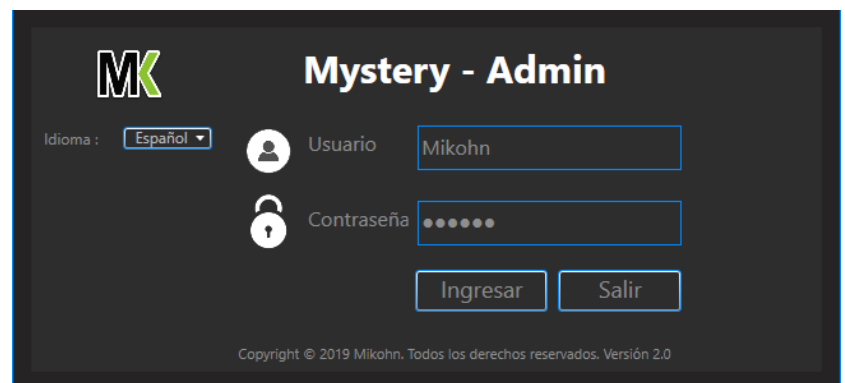 MK
Mystery - Admin
Idioma :
Español
Usuario
Mikohn
Contraseña
●●●●●●
Ingresar
Salir
Copyright © 2019 Mikohn. Todos los derechos reservados. Versión 2.0